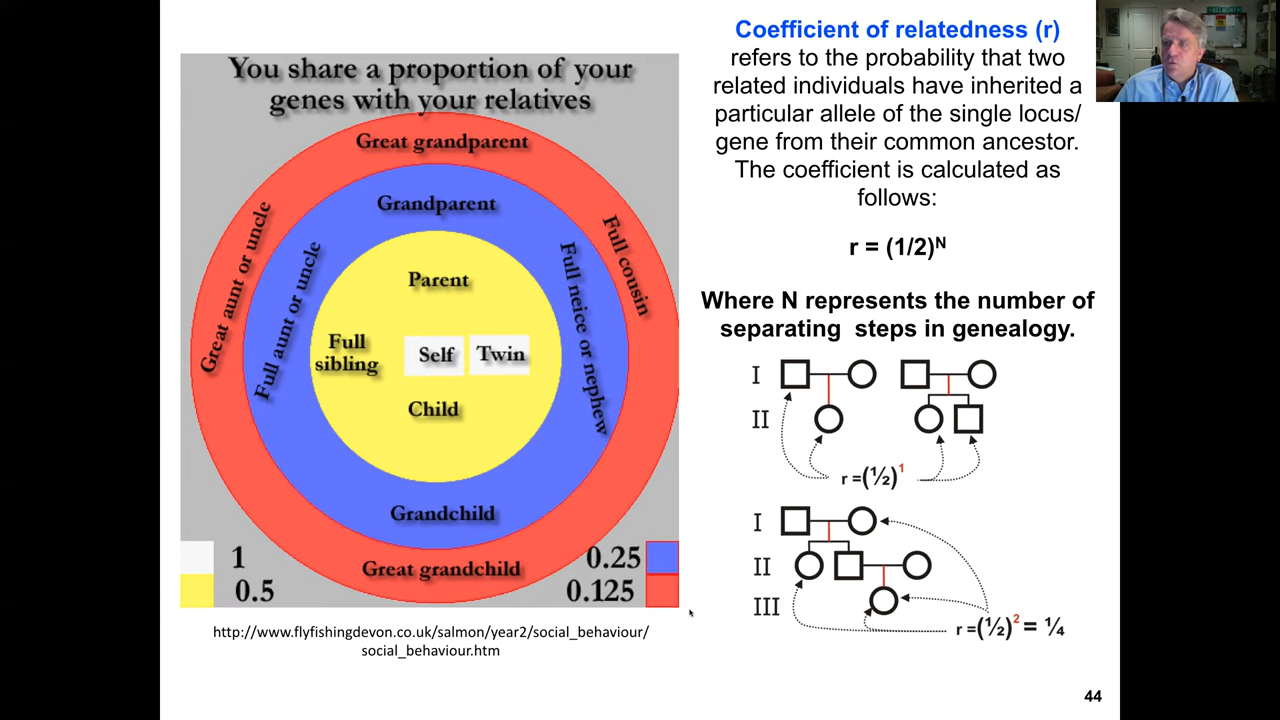 You share a proportion of your
genes with your relatives
Great grandparent
Grandparent
Great aunt or uncle
Full aunt or uncle
Full neice or nephew
Full cousin
Parent
Full
sibling
Self
Twin
Child
Grandchild
Great grandchild
1
0.5
0.25
0.125
http://www.flyfishingdevon.co.uk/salmon/year2/social_behaviour/
social_behaviour.htm
Coefficient of relatedness (r)
refers to the probability that two
related individuals have inherited a
particular allele of the single locus/
gene from their common ancestor.
The coefficient is calculated as
follows:
r = (1/2)ᴺ
Where N represents the number of
separating steps in genealogy.
I
II
r =(½)¹
I
II
III
r =(½)² = ¼
44